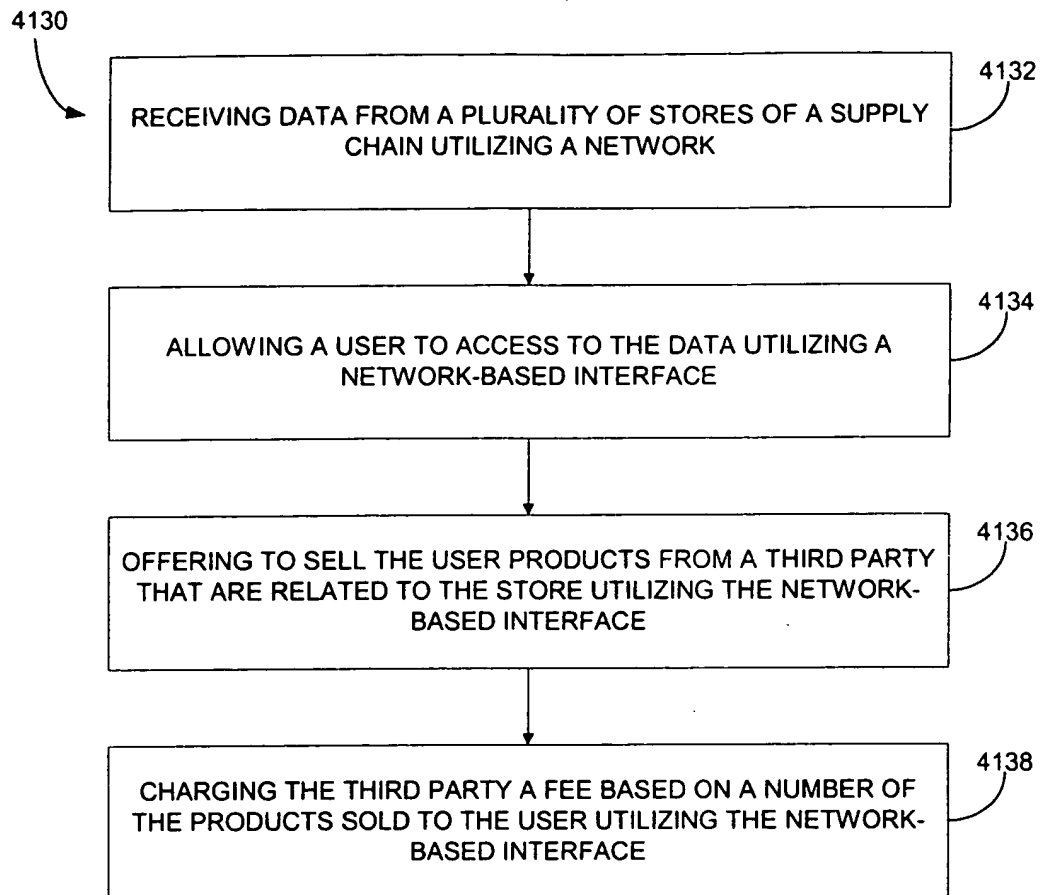 4130
4132
RECEIVING DATA FROM A PLURALITY OF STORES OF A SUPPLY
CHAIN UTILIZING A NETWORK
4134
ALLOWING A USER TO ACCESS TO THE DATA UTILIZING A
NETWORK-BASED INTERFACE
4136
OFFERING TO SELL THE USER PRODUCTS FROM A THIRD PARTY
THAT ARE RELATED TO THE STORE UTILIZING THE NETWORK-
BASED INTERFACE
4138
CHARGING THE THIRD PARTY A FEE BASED ON A NUMBER OF
THE PRODUCTS SOLD TO THE USER UTILIZING THE NETWORK-
BASED INTERFACE